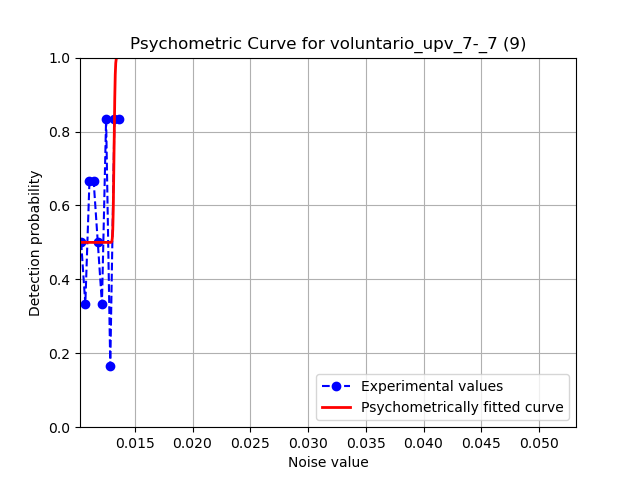 Psychometric Curve for voluntario_upv_7-_7 (9)
1.0
0.8
0.6
0.4
0.2
0.0
Detection probability
Experimental values
Psychometrically fitted curve
0.015 0.020 0.025 0.030 0.035 0.040 0.045 0.050
Noise value